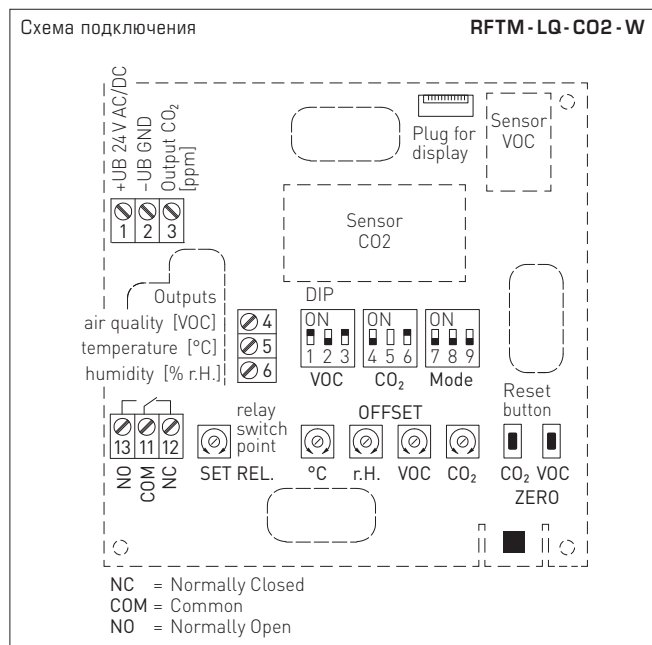 Схема подключения
RFTM-LQ-CO2-W
+UB 24V AC/DC
–UB GND
Output CO₂
[ppm]
1 2 3
Plug for
display
Sensor
VOC
Sensor
CO2
Outputs
air quality [VOC]
temperature [°C]
humidity [% r.H.]
4
5
6
DIP
ON
1 2 3
VOC
ON
4 5 6
CO₂
ON
7 8 9
Mode
13 11 12
NO
COM
NC
relay
switch
point
SET REL.
OFFSET
°C r.H. VOC CO₂
Reset
button
CO₂ VOC
ZERO
NC = Normally Closed
COM = Common
NO = Normally Open